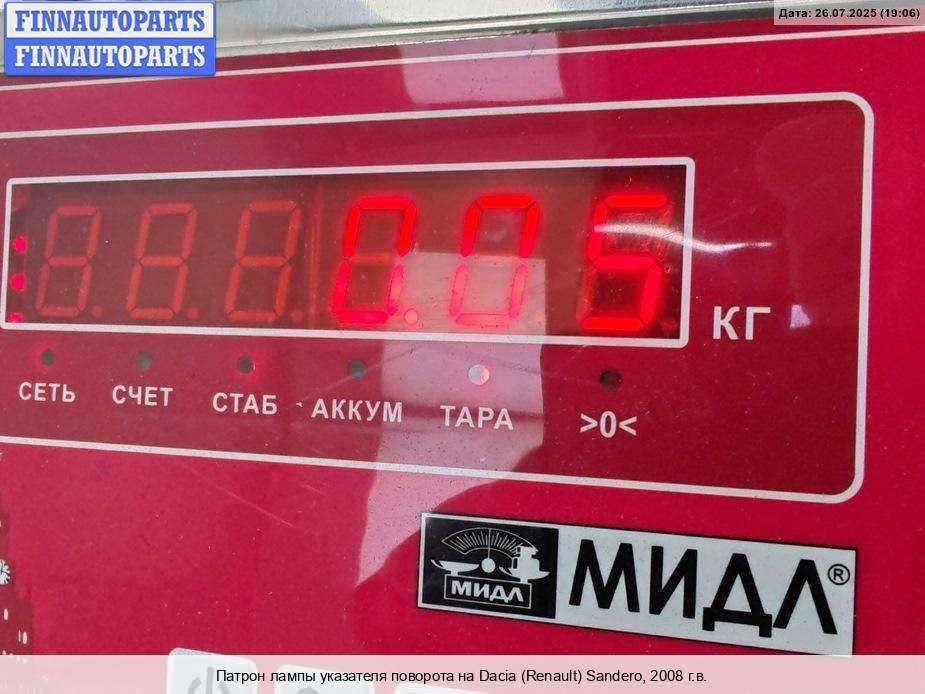 FINNAUTOPARTS
FINNAUTOPARTS
Дата: 26.07.2025 (19:06)
0.05
КГ
СЕТЬ СЧЕТ СТАБ АККУМ ТАРА >0<
МИДЛ
МИДЛ®
Патрон лампы указателя поворота на Dacia (Renault) Sandero, 2008 г.в.